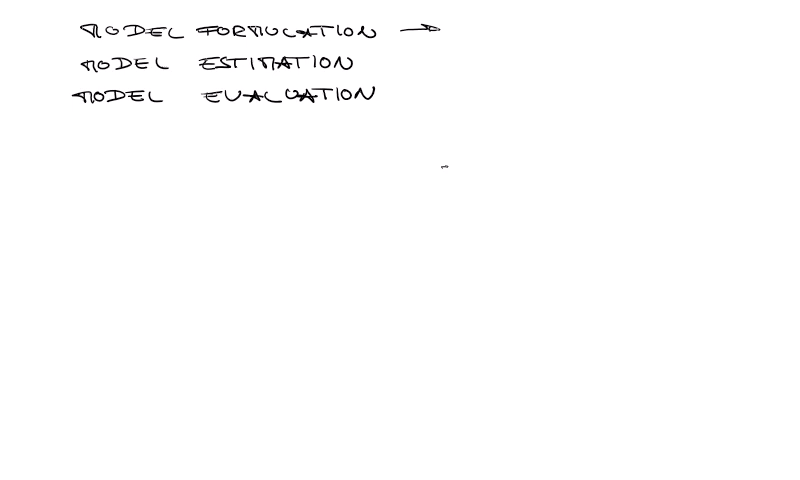 MODEL FORMULATION →
MODEL ESTIMATION
MODEL EVALUATION